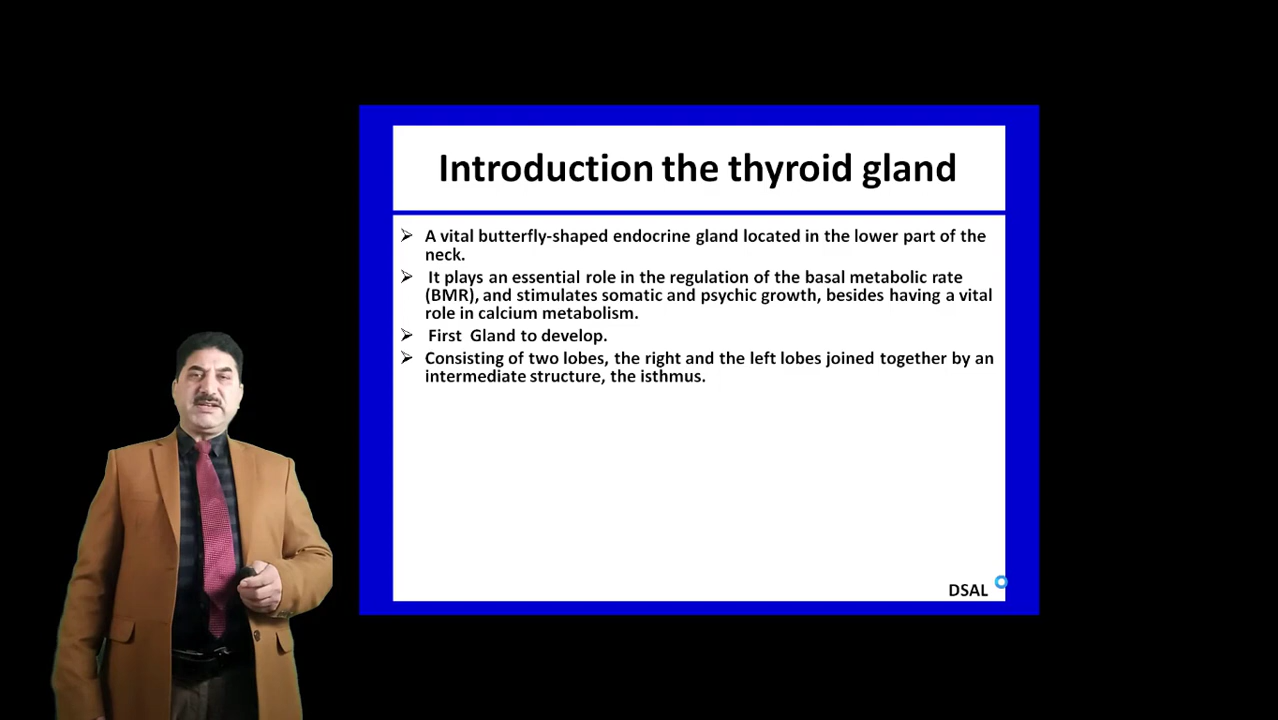 Introduction the thyroid gland
A vital butterfly-shaped endocrine gland located in the lower part of the
neck.
It plays an essential role in the regulation of the basal metabolic rate
(BMR), and stimulates somatic and psychic growth, besides having a vital
role in calcium metabolism.
First Gland to develop.
Consisting of two lobes, the right and the left lobes joined together by an
intermediate structure, the isthmus.
DSAL